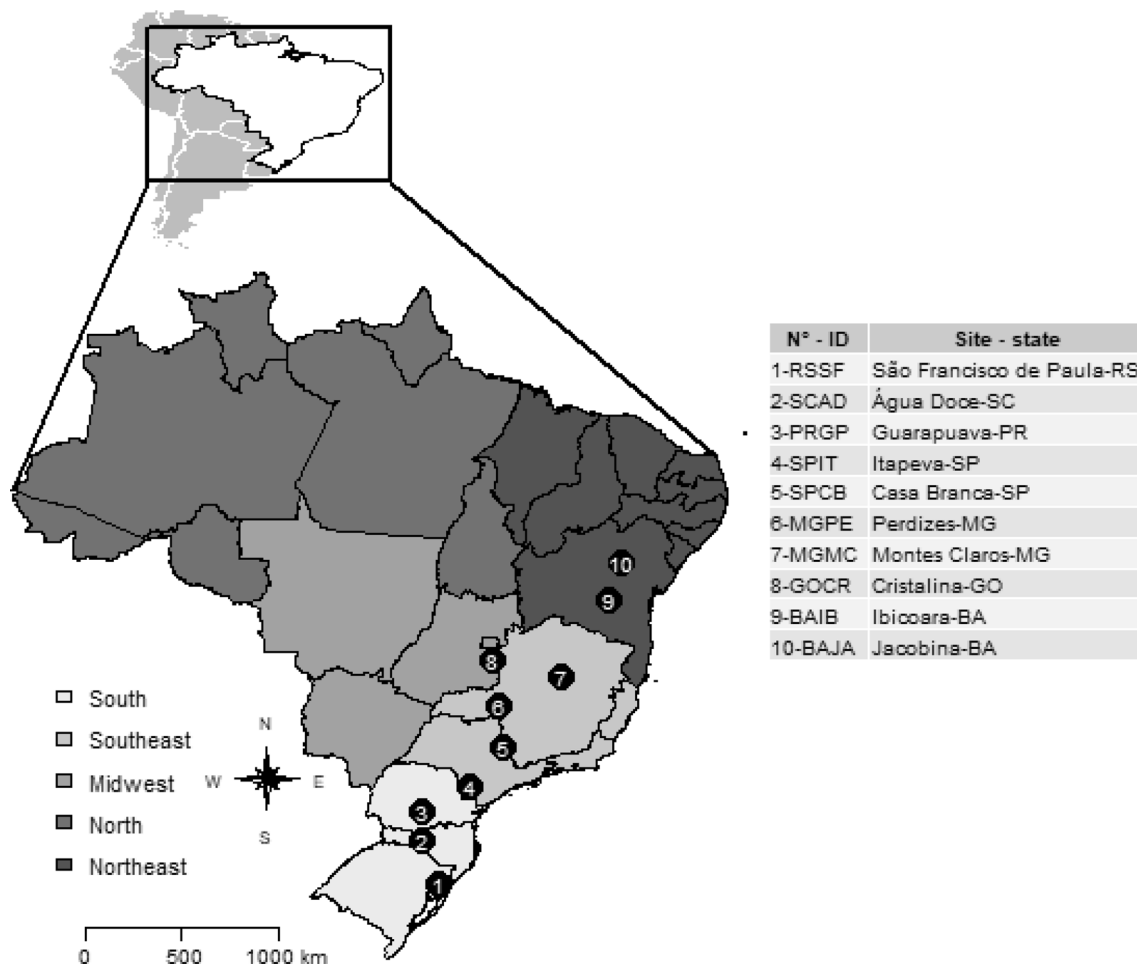 N° - ID Site - state
1-RSSF São Francisco de Paula-RS
2-SCAD Água Doce-SC
3-PRGP Guarapuava-PR
4-SPIT Itapeva-SP
5-SPCB Casa Branca-SP
6-MGPE Perdizes-MG
7-MGMC Montes Claros-MG
8-GOCR Cristalina-GO
9-BAIB Ibicoara-BA
10-BAJA Jacobina-BA
10
9
8
7
6
5
4
3
2
1
South
Southeast
Midwest
North
Northeast
N
W E
S
0 500 1000 km